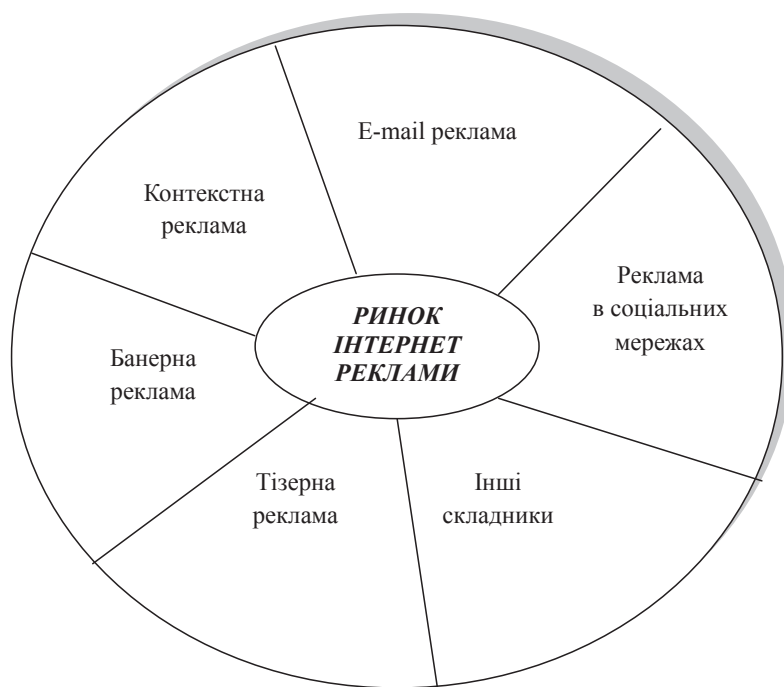 E-mail реклама
Контекстна
реклама
Реклама
в соціальних
мережах
РИНОК
ІНТЕРНЕТ
РЕКЛАМИ
Банерна
реклама
Тізерна
реклама
Інші
складники